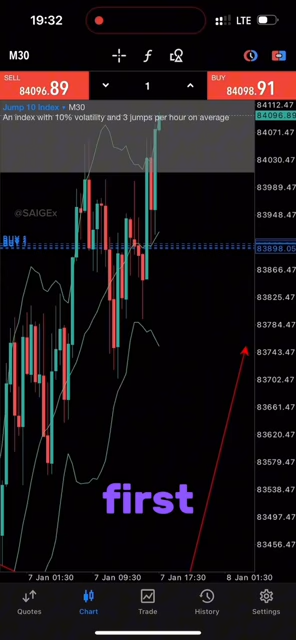 19:32
LTE
M30
SELL
84096.89
1
BUY
84098.91
Jump 10 Index • M30
An index with 10% volatility and 3 jumps per hour on average
84112.47
84096.89
84071.47
84030.47
83989.47
@SAIGEx
83948.47
BUY 1
83898.05
83866.47
83825.47
83784.47
83743.47
83702.47
83661.47
83620.47
83579.47
83538.47
first
83497.47
83456.47
7 Jan 01:30
7 Jan 09:30
7 Jan 17:30
8 Jan 01:30
Quotes
Chart
Trade
History
Settings